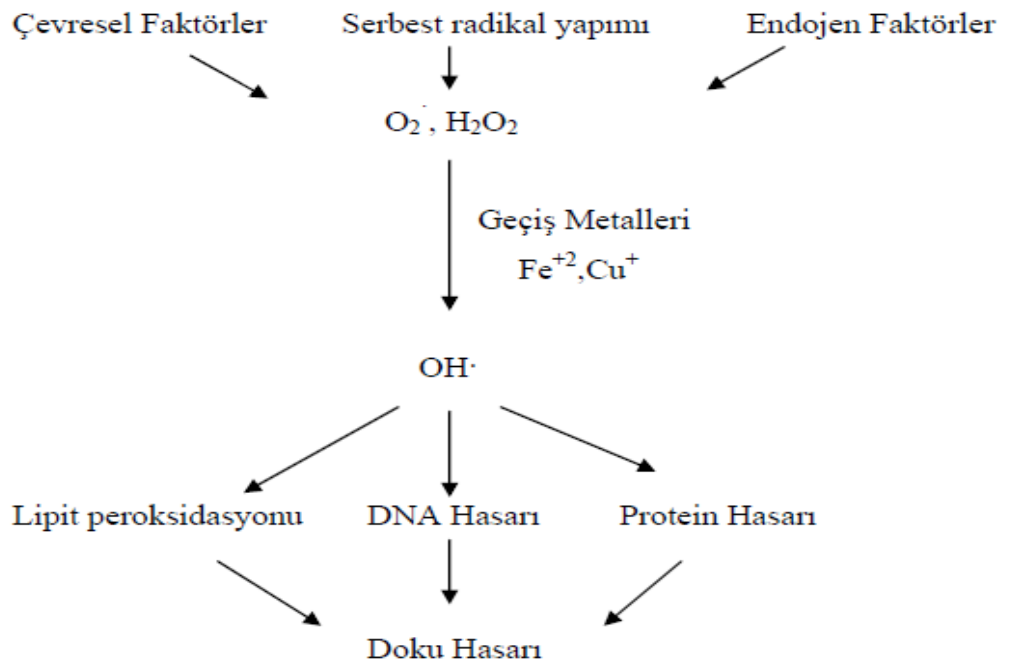 Çevresel Faktörler Serbest radikal yapımı Endojen Faktörler
O₂˙, H₂O₂
Geçiş Metalleri
Fe⁺²,Cu⁺
OH·
Lipit peroksidasyonu DNA Hasarı Protein Hasarı
Doku Hasarı